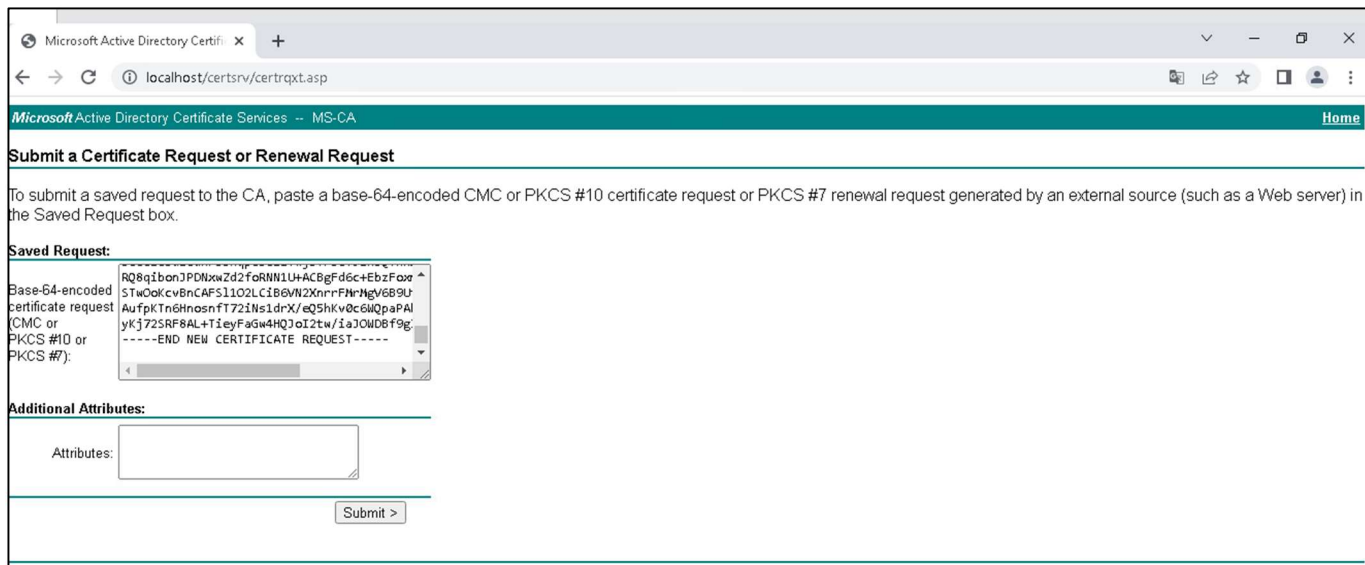 Microsoft Active Directory Certifi
localhost/certsrv/certrqxt.asp
Microsoft Active Directory Certificate Services -- MS-CA Home
Submit a Certificate Request or Renewal Request
To submit a saved request to the CA, paste a base-64-encoded CMC or PKCS #10 certificate request or PKCS #7 renewal request generated by an external source (such as a Web server) in
the Saved Request box.
Saved Request:
Base-64-encoded
certificate request
(CMC or
PKCS #10 or
PKCS #7):
RQ8qibonJPDNxwZd2foRNN1U+ACBgFd6c+EbzFoxm
STwOoKcvBnCAFSl1O2LCiB6VN2XnrrFMrMgV6B9U
AufpKTn6HnosnfT72iNs1drX/eQ5hKv0c6WQpaPA
yKj72SRF8AL+TieyFaGw4HQJoI2tw/iaJOWDBf9g
-----END NEW CERTIFICATE REQUEST-----
Additional Attributes:
Attributes:
Submit >